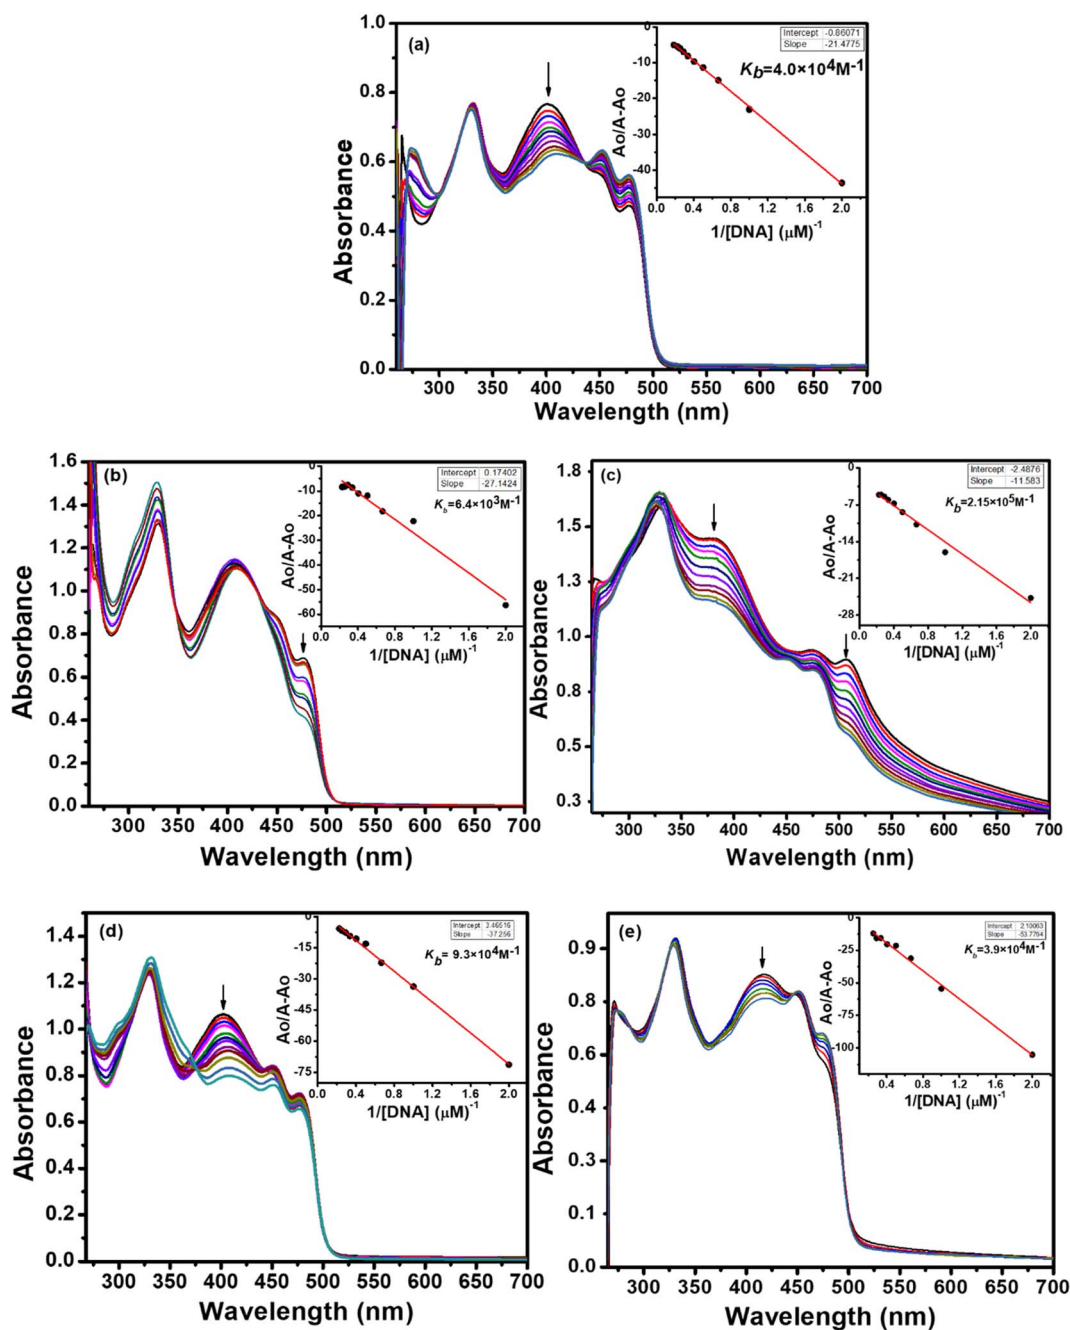 (a)
Intercept -0.86071
Slope -21.4775
Kb=4.0×10⁴M⁻¹
Ao/A-Ao
0
-10
-20
-30
-40
0.0 0.4 0.8 1.2 1.6 2.0
1/[DNA] (μM)⁻¹
Absorbance
1.0
0.8
0.6
0.4
0.2
0.0
300 350 400 450 500 550 600 650 700
Wavelength (nm)
(b)
Intercept 0.17402
Slope -27.1424
Kb=6.4×10³M⁻¹
Ao/A-Ao
0
-10
-20
-30
-40
-50
-60
0.0 0.4 0.8 1.2 1.6 2.0
1/[DNA] (μM)⁻¹
Absorbance
1.6
1.4
1.2
1.0
0.8
0.6
0.4
0.2
0.0
300 350 400 450 500 550 600 650 700
Wavelength (nm)
(c)
Intercept -2.4876
Slope -11.583
Kb=2.15×10⁵M⁻¹
Ao/A-Ao
0
-7
-14
-21
-28
0.0 0.4 0.8 1.2 1.6 2.0
1/[DNA] (μM)⁻¹
Absorbance
1.8
1.5
1.3
1.0
0.8
0.5
0.3
300 350 400 450 500 550 600 650 700
Wavelength (nm)
(d)
Intercept 3.46516
Slope -37.256
Kb= 9.3×10⁴M⁻¹
Ao/A-Ao
0
-15
-30
-45
-60
-75
0.0 0.4 0.8 1.2 1.6 2.0
1/[DNA] (μM)⁻¹
Absorbance
1.4
1.2
1.0
0.8
0.6
0.4
0.2
0.0
300 350 400 450 500 550 600 650 700
Wavelength (nm)
(e)
Intercept 2.10063
Slope -53.7764
Kb=3.9×10⁴M⁻¹
Ao/A-Ao
0
-25
-50
-75
-100
0.0 0.4 0.8 1.2 1.6 2.0
1/[DNA] (μM)⁻¹
Absorbance
0.9
0.8
0.6
0.4
0.3
0.1
0.0
300 350 400 450 500 550 600 650 700
Wavelength (nm)